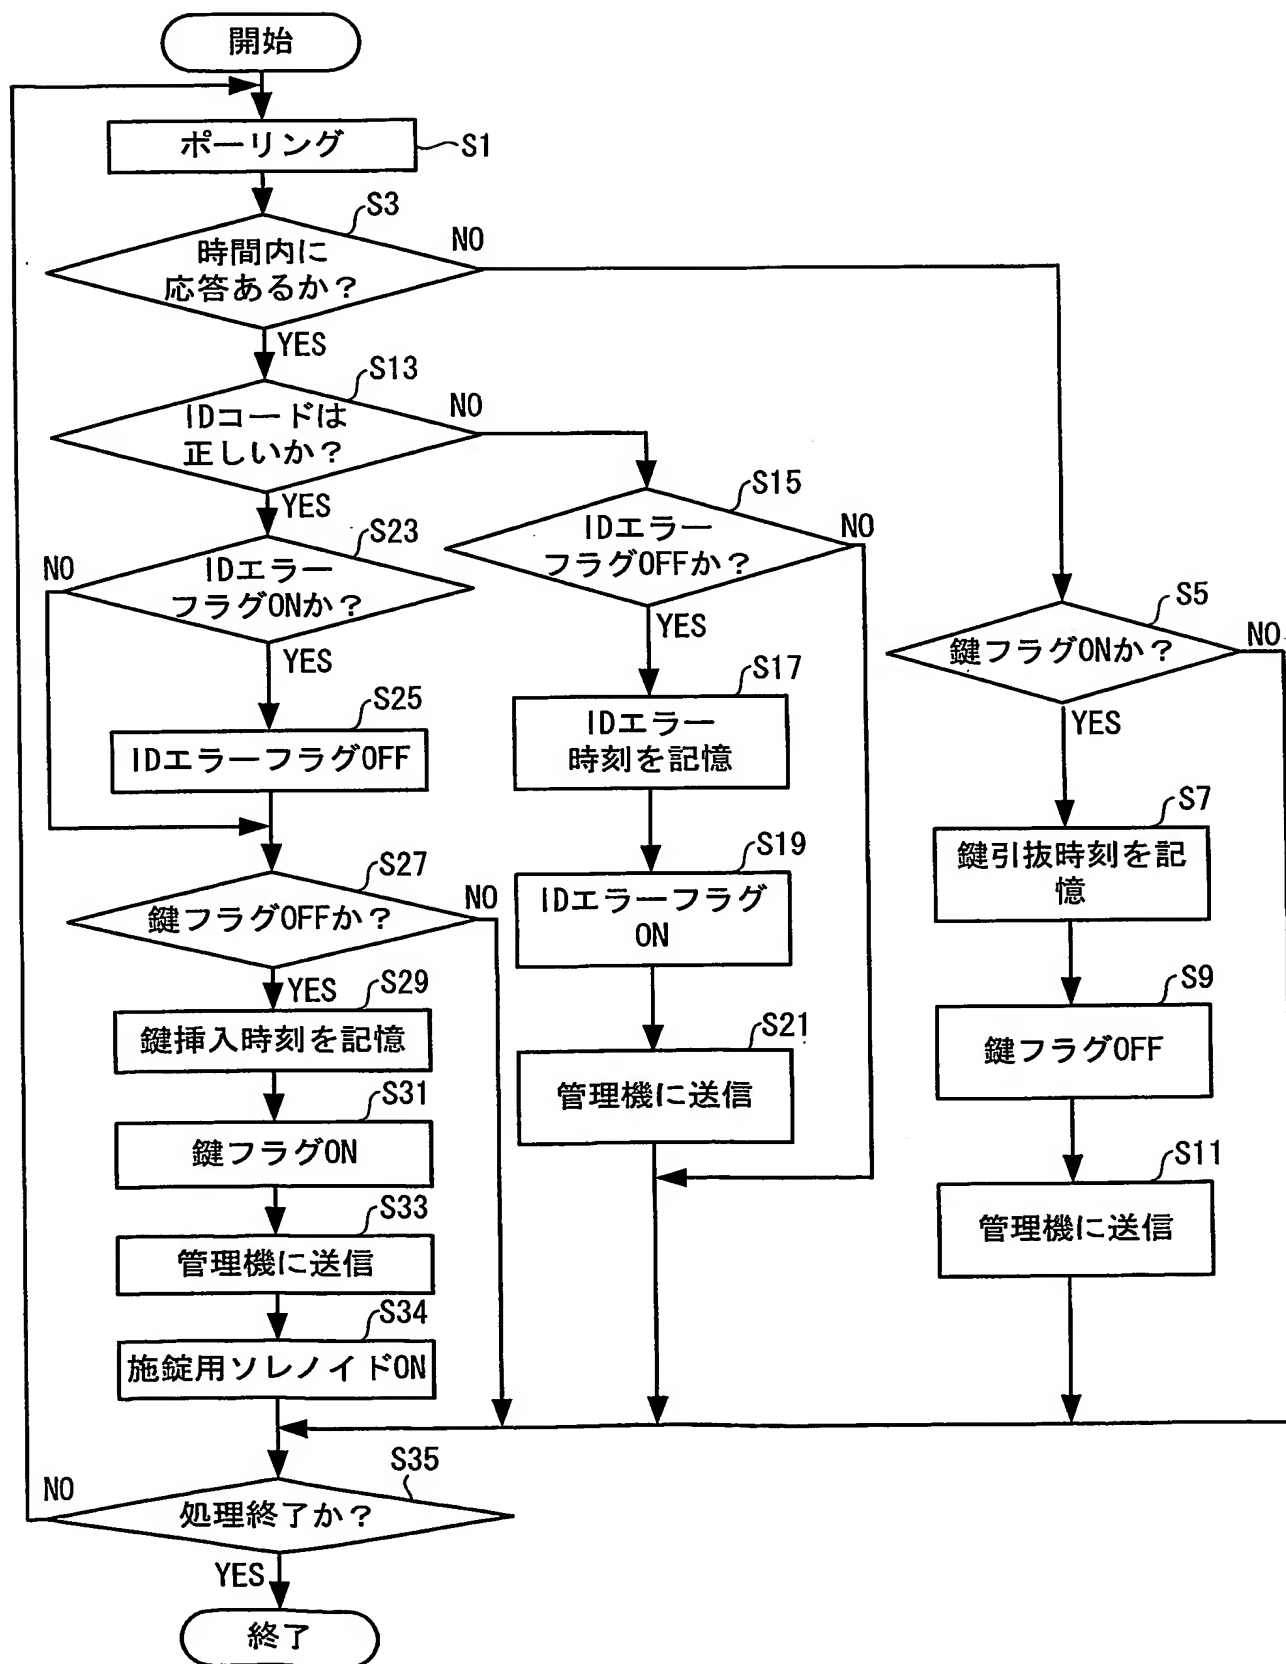 開始
ポーリング
S1
S3
時間内に
応答あるか？
NO
YES
S13
IDコードは
正しいか？
NO
YES
S15
IDエラー
フラグOFFか？
NO
YES
S23
IDエラー
フラグONか？
NO
YES
S5
鍵フラグONか？
NO
YES
S17
IDエラー
時刻を記憶
S25
IDエラーフラグOFF
S7
鍵引抜時刻を記
憶
S19
IDエラーフラグ
ON
S27
鍵フラグOFFか？
NO
YES
S29
鍵挿入時刻を記憶
S9
鍵フラグOFF
S21
管理機に送信
S31
鍵フラグON
S11
管理機に送信
S33
管理機に送信
S34
施錠用ソレノイドON
S35
処理終了か？
NO
YES
終了